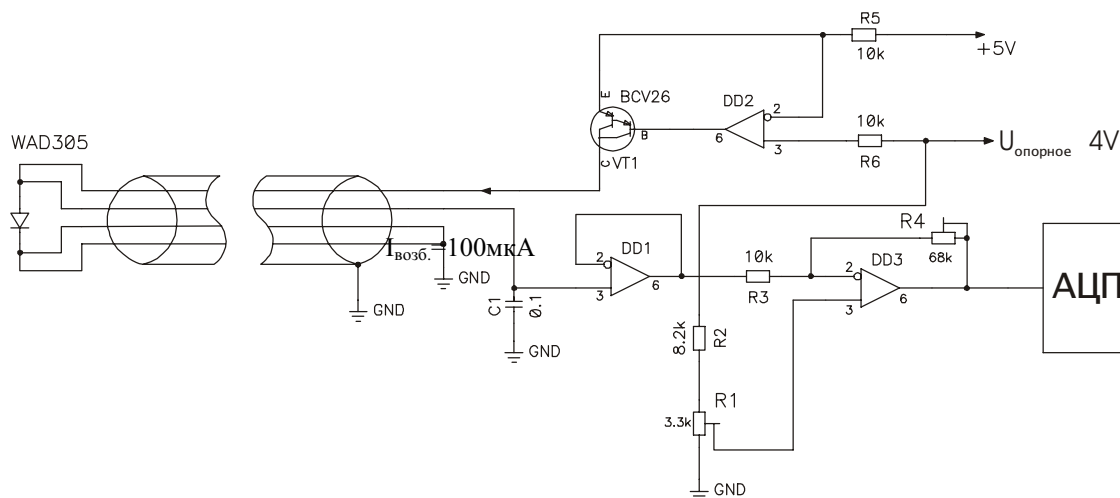 R5
10k
+5V
E
BCV26
B
C
VT1
DD2
2
6
3
10k
R6
Uопорное 4V
WAD305
Iвозб.=100мкА
GND
GND
C1
0.1
GND
2
DD1
3
6
10k
R3
R4
68k
2
DD3
3
6
АЦП
8.2k
R2
3.3k
R1
GND